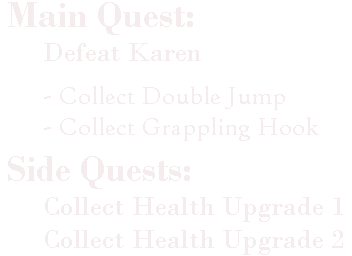 Main Quest:
Defeat Karen
- Collect Double Jump
- Collect Grappling Hook
Side Quests:
Collect Health Upgrade 1
Collect Health Upgrade 2